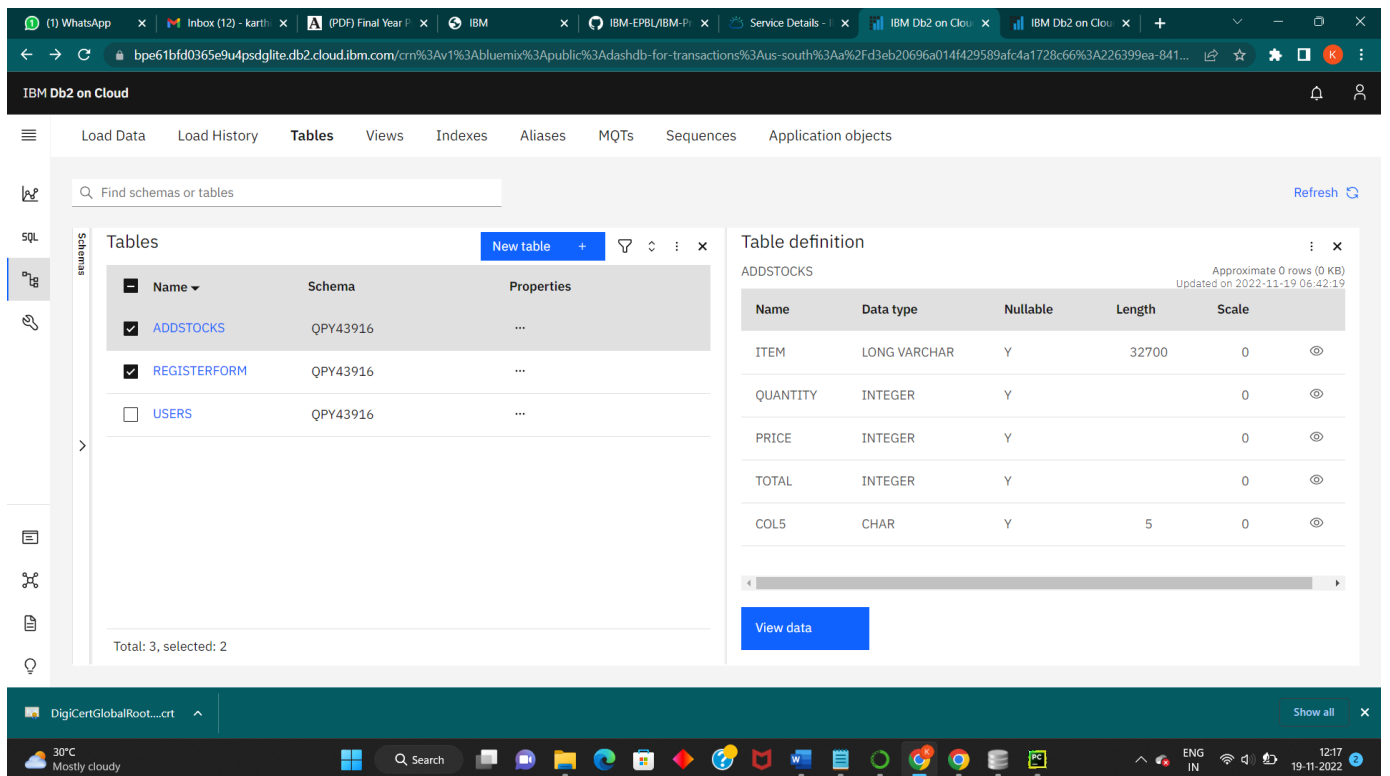 (1) WhatsApp
Inbox (12) - karthi
(PDF) Final Year P
IBM
IBM-EPBL/IBM-Pr
Service Details - I
IBM Db2 on Clou
IBM Db2 on Clou
bpe61bfd0365e9u4psdglite.db2.cloud.ibm.com/crn%3Av1%3Abluemix%3Apublic%3Adashdb-for-transactions%3Aus-south%3Aa%2Fd3eb20696a014f429589afc4a1728c66%3A226399ea-841...
K
IBM Db2 on Cloud
Load Data Load History Tables Views Indexes Aliases MQTs Sequences Application objects
Find schemas or tables
Refresh
SQL
Schemas
Tables
New table +
Name Schema Properties
ADDSTOCKS QPY43916 ...
REGISTERFORM QPY43916 ...
USERS QPY43916 ...
Total: 3, selected: 2
Table definition
ADDSTOCKS
Approximate 0 rows (0 KB)
Updated on 2022-11-19 06:42:19
Name Data type Nullable Length Scale
ITEM LONG VARCHAR Y 32700 0
QUANTITY INTEGER Y 0
PRICE INTEGER Y 0
TOTAL INTEGER Y 0
COL5 CHAR Y 5 0
View data
DigiCertGlobalRoot....crt
Show all
30°C
Mostly cloudy
Search
ENG
IN
12:17
19-11-2022
2